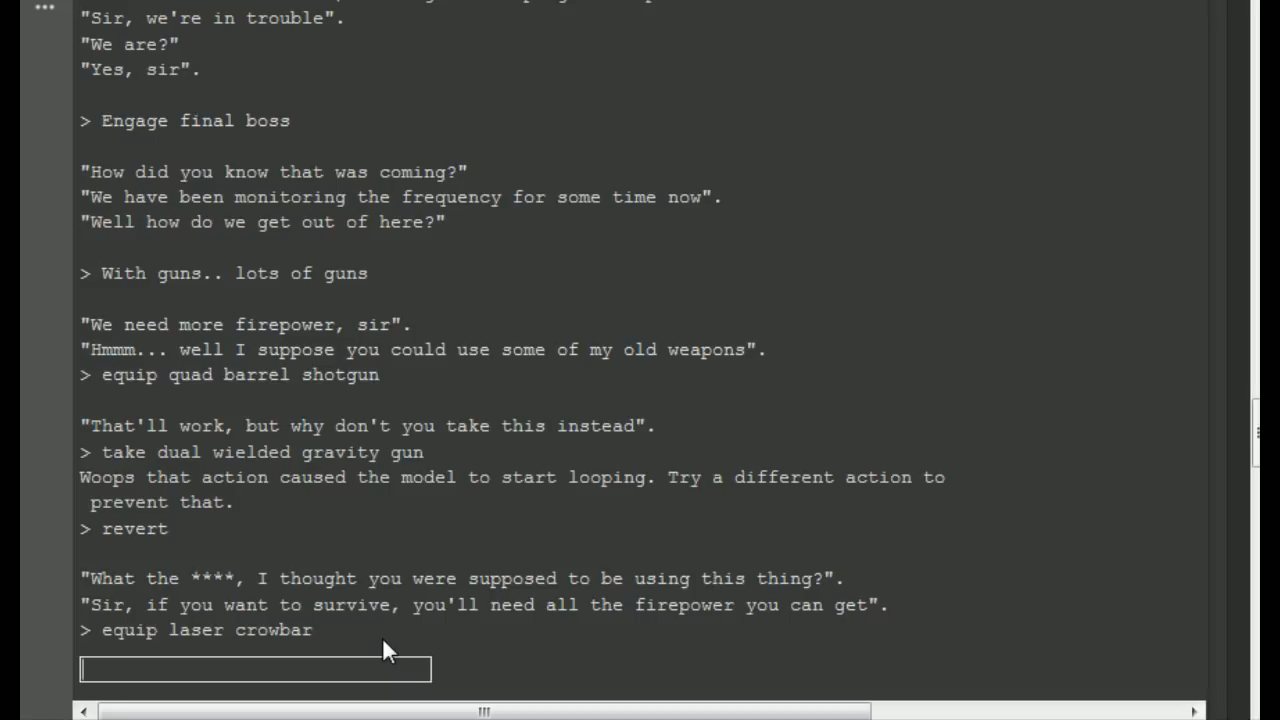 "Sir, we're in trouble".
"We are?"
"Yes, sir".
> Engage final boss
"How did you know that was coming?"
"We have been monitoring the frequency for some time now".
"Well how do we get out of here?"
> With guns.. lots of guns
"We need more firepower, sir".
"Hmmm... well I suppose you could use some of my old weapons".
> equip quad barrel shotgun
"That'll work, but why don't you take this instead".
> take dual wielded gravity gun
Woops that action caused the model to start looping. Try a different action to
prevent that.
> revert
"What the ****, I thought you were supposed to be using this thing?".
"Sir, if you want to survive, you'll need all the firepower you can get".
> equip laser crowbar